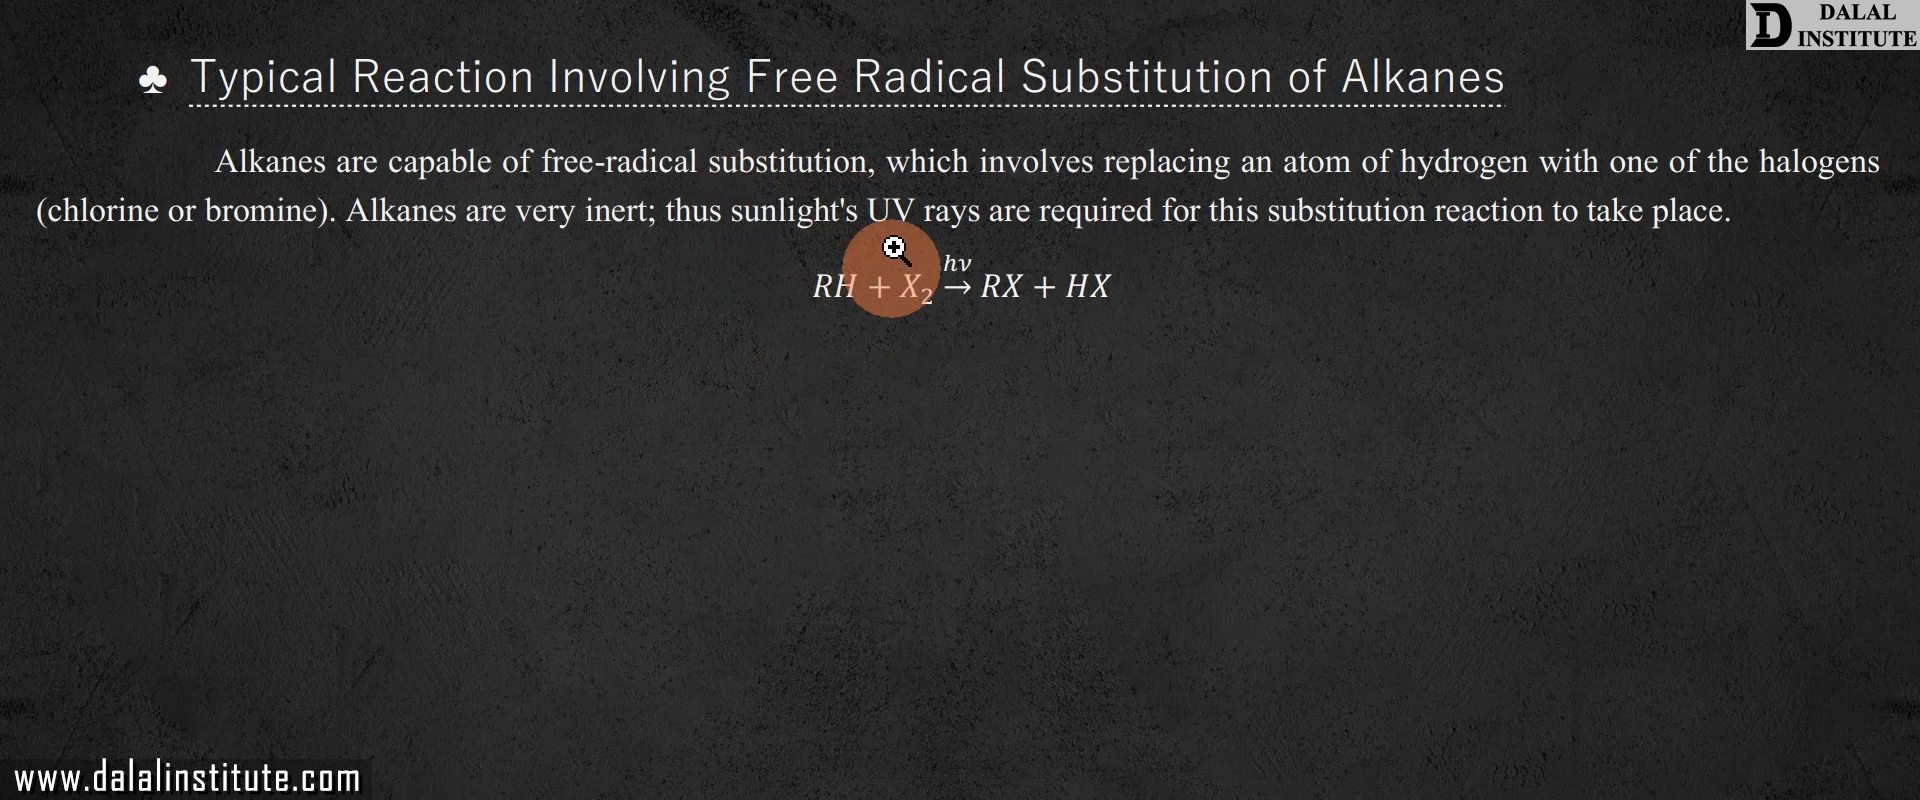 DALAL
INSTITUTE
♣ Typical Reaction Involving Free Radical Substitution of Alkanes
Alkanes are capable of free-radical substitution, which involves replacing an atom of hydrogen with one of the halogens
(chlorine or bromine). Alkanes are very inert; thus sunlight's UV rays are required for this substitution reaction to take place.
hν
RH + X₂ → RX + HX
www.dalalinstitute.com